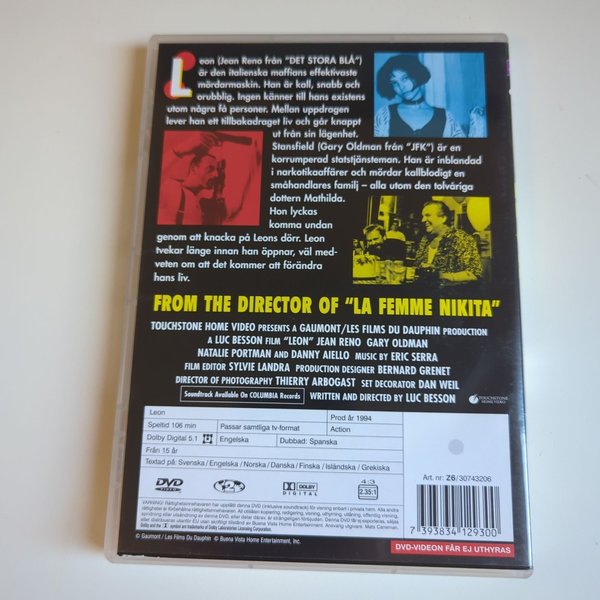 Leon (Jean Reno från "DET STORA BLÅ")
är den italienska maffians effektivaste
mördarmaskin. Han är kall, snabb och
orubblig. Ingen känner till hans existens
utom några få personer. Mellan uppdragen
lever han ett tillbakadraget liv och går knappt
ut från sin lägenhet.
Stansfield (Gary Oldman från "JFK") är en
korrumperad statstjänsteman. Han är inblandad
i narkotikaaffärer och mördar kallblodigt en
småhandlares familj – alla utom den tolvåriga
dottern Mathilda.
Hon lyckas
komma undan
genom att knacka på Leons dörr. Leon
tvekar länge innan han öppnar, väl med-
veten om att det kommer att förändra
hans liv.
FROM THE DIRECTOR OF "LA FEMME NIKITA"
TOUCHSTONE HOME VIDEO PRESENTS A GAUMONT/LES FILMS DU DAUPHIN PRODUCTION
A LUC BESSON FILM "LEON" JEAN RENO GARY OLDMAN
NATALIE PORTMAN AND DANNY AIELLO MUSIC BY ERIC SERRA
FILM EDITOR SYLVIE LANDRA PRODUCTION DESIGNER BERNARD GRENET
DIRECTOR OF PHOTOGRAPHY THIERRY ARBOGAST SET DECORATOR DAN WEIL
Soundtrack Available On COLUMBIA Records WRITTEN AND DIRECTED BY LUC BESSON
TOUCHSTONE
HOME VIDEO
Leon Prod år 1994
Speltid 106 min Passar samtliga tv-format Action
Dolby Digital 5.1 Engelska Dubbad: Spanska
Från 15 år
Textad på: Svenska / Engelska / Norska / Danska / Finska / Isländska / Grekiska
DVD VIDEO 2 DOLBY DIGITAL 4:3 2.35:1
Art. nr: Z6/30743206
7 393834 129300
DVD-VIDEON FÅR EJ UTHYRAS
© Gaumont / Les Films Du Dauphin © Buena Vista Home Entertainment, Inc.